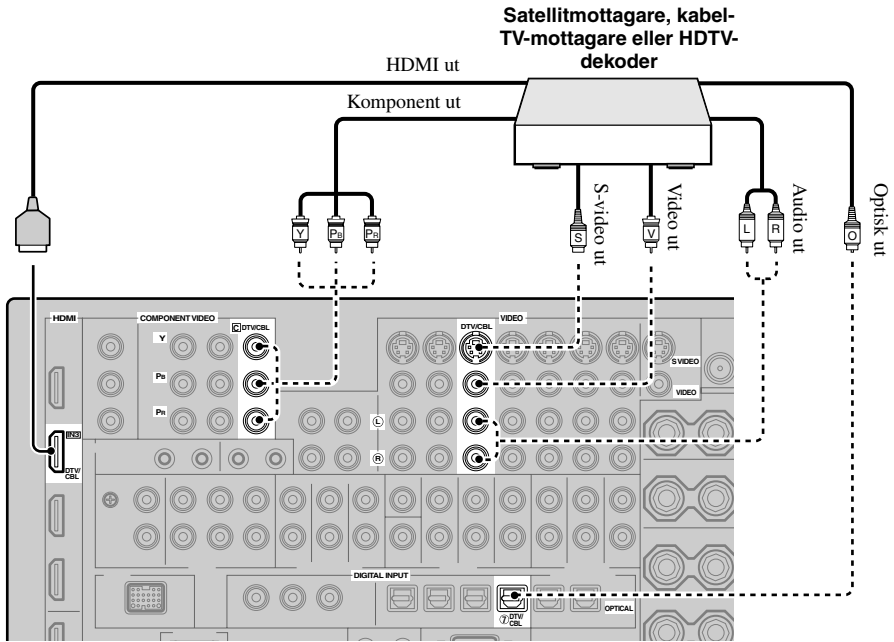 Satellitmottagare, kabel-
TV-mottagare eller HDTV-
dekoder
HDMI ut
Komponent ut
S-video ut
Video ut
Audio ut
Optisk ut
Y
PB
PR
S
V
L
R
O
HDMI
COMPONENT VIDEO
C DTV/CBL
VIDEO
DTV/CBL
Y
S VIDEO
PB
VIDEO
PR
L
IN3
R
DTV/
CBL
DIGITAL INPUT
OPTICAL
⑦ DTV/
CBL